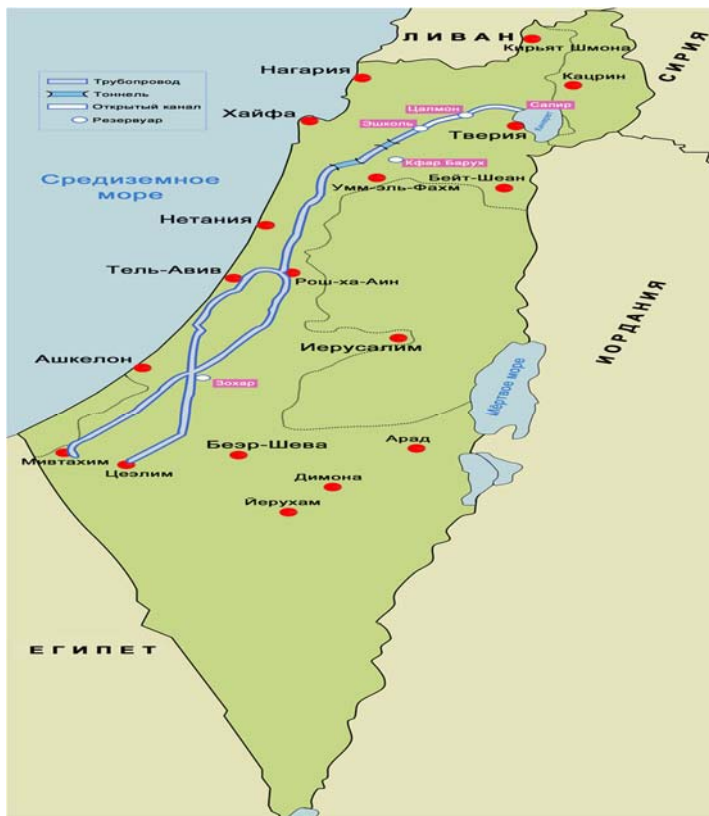 ЛИВАН
Кирьят Шмона
СИРИЯ
Трубопровод
Тоннель
Открытый канал
Резервуар
Нагария
Кацрин
Хайфа
Цалмон
Сапир
Эшколь
Тверия
Кинерет
Кфар Барух
Средиземное
море
Умм-эль-Фахм
Бейт-Шеан
Нетания
Тель-Авив
Рош-ха-Аин
ИОРДАНИЯ
Иерусалим
Ашкелон
Зохар
Мёртвое море
Мивтахим
Цеэлим
Беэр-Шева
Арад
Димона
Йерухам
ЕГИПЕТ